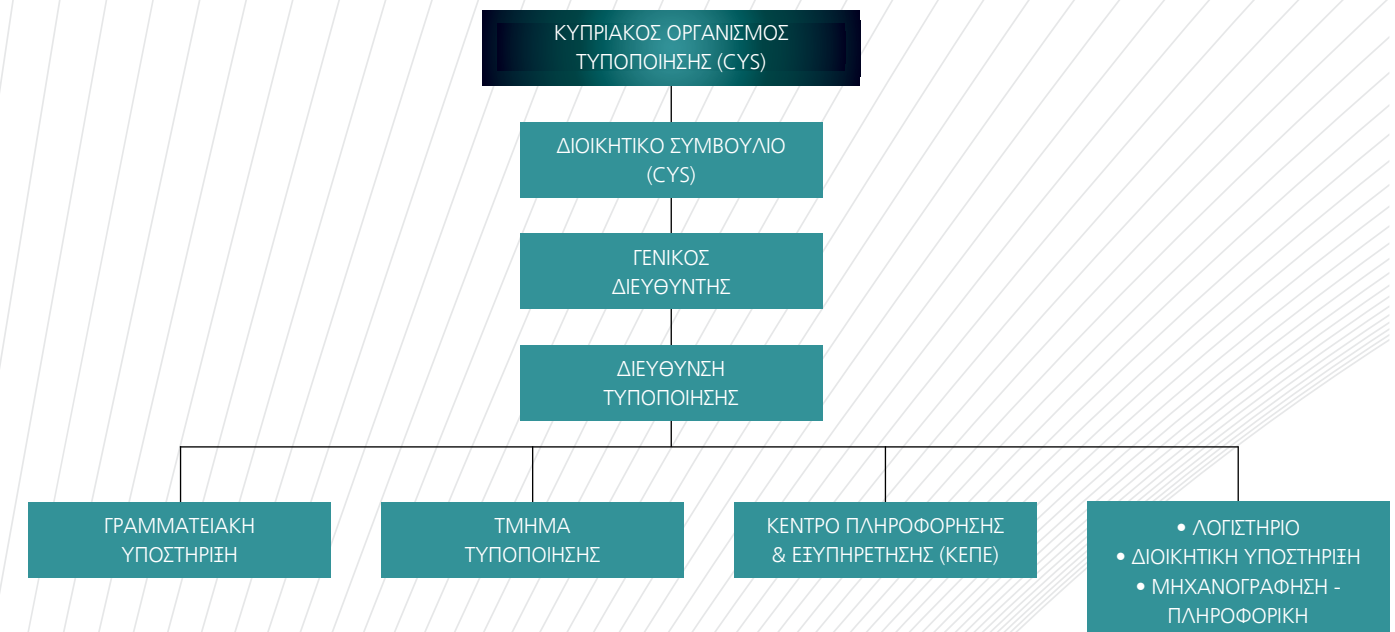 ΚΥΠΡΙΑΚΟΣ ΟΡΓΑΝΙΣΜΟΣ
ΤΥΠΟΠΟΙΗΣΗΣ (CYS)
ΔΙΟΙΚΗΤΙΚΟ ΣΥΜΒΟΥΛΙΟ
(CYS)
ΓΕΝΙΚΟΣ
ΔΙΕΥΘΥΝΤΗΣ
ΔΙΕΥΘΥΝΣΗ
ΤΥΠΟΠΟΙΗΣΗΣ
ΓΡΑΜΜΑΤΕΙΑΚΗ
ΥΠΟΣΤΗΡΙΞΗ
ΤΜΗΜΑ
ΤΥΠΟΠΟΙΗΣΗΣ
ΚΕΝΤΡΟ ΠΛΗΡΟΦΟΡΗΣΗΣ
& ΕΞΥΠΗΡΕΤΗΣΗΣ (ΚΕΠΕ)
• ΛΟΓΙΣΤΗΡΙΟ
• ΔΙΟΙΚΗΤΙΚΗ ΥΠΟΣΤΗΡΙΞΗ
• ΜΗΧΑΝΟΓΡΑΦΗΣΗ -
ΠΛΗΡΟΦΟΡΙΚΗ